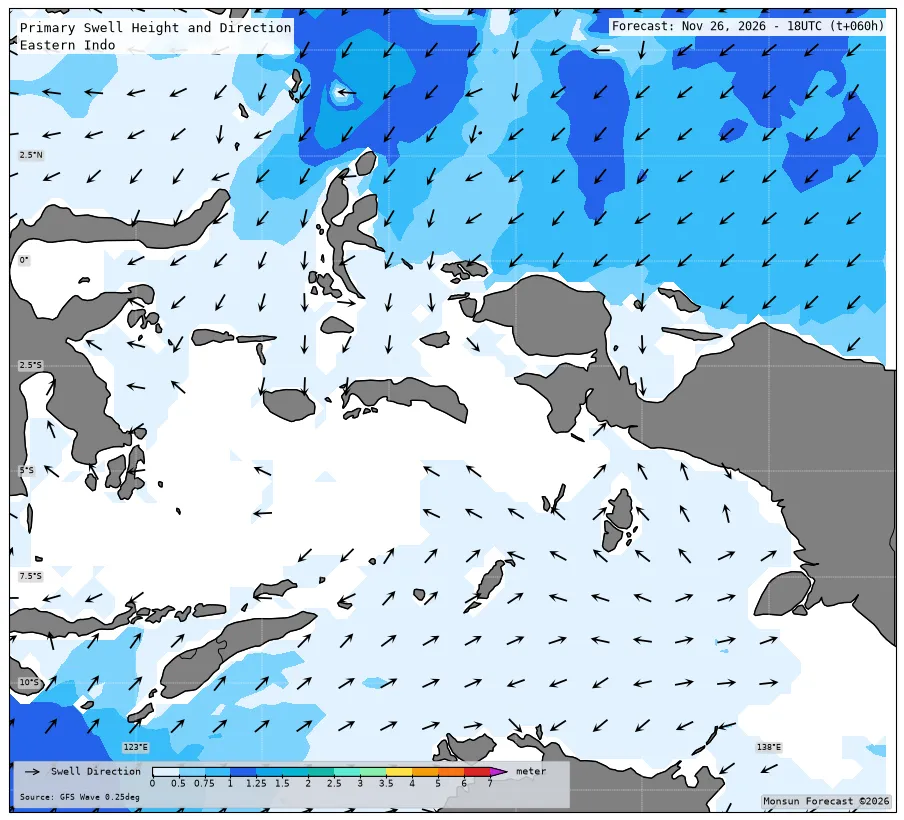 Primary Swell Height and Direction
Eastern Indo
Forecast: Nov 26, 2026 - 18UTC (t+060h)
2.5°N
0°
2.5°S
5°S
7.5°S
10°S
123°E
138°E
Swell Direction
meter
0 0.5 0.75 1 1.25 1.5 2 2.5 3 3.5 4 5 6 7
Source: GFS Wave 0.25deg
Monsun Forecast ©2026